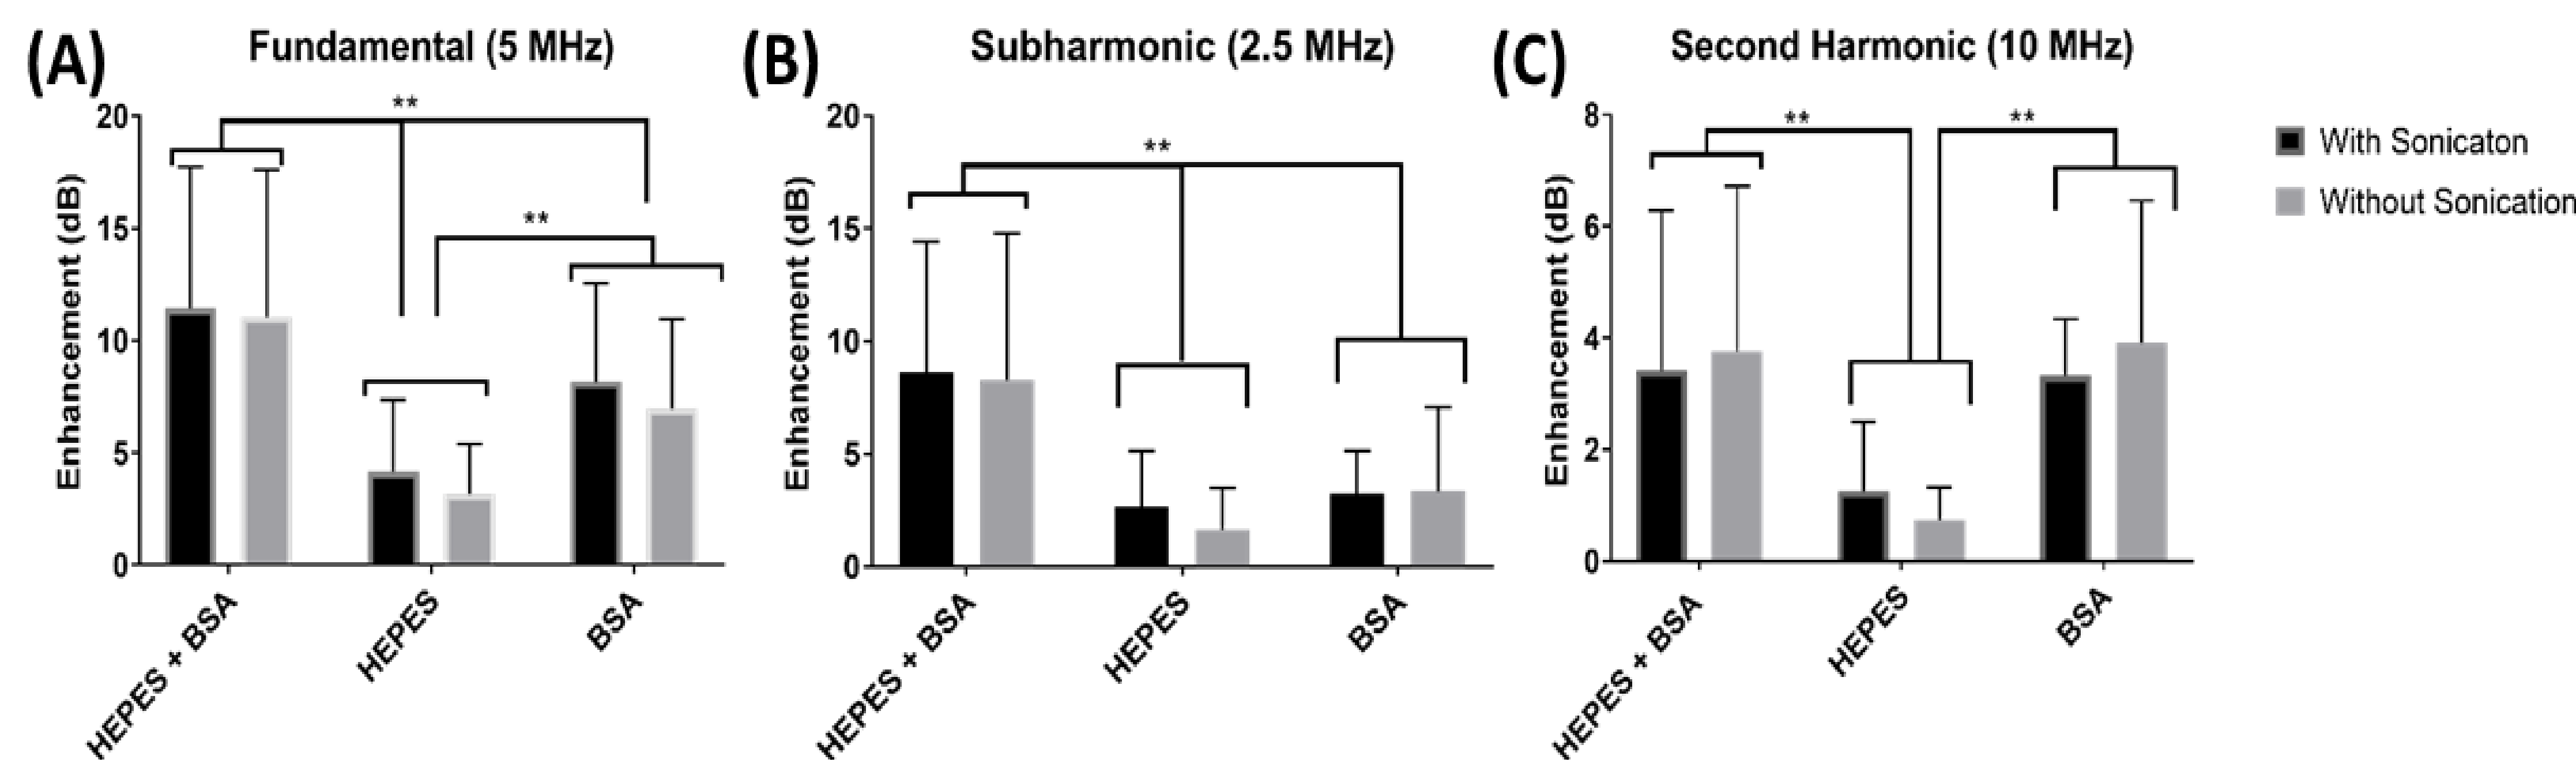 (A) Fundamental (5 MHz)
Enhancement (dB)
20
15
10
5
0
**
**
HEPES + BSA
HEPES
BSA
(B) Subharmonic (2.5 MHz)
Enhancement (dB)
20
15
10
5
0
**
HEPES + BSA
HEPES
BSA
(C) Second Harmonic (10 MHz)
Enhancement (dB)
8
6
4
2
0
**
**
HEPES + BSA
HEPES
BSA
With Sonicaton
Without Sonication